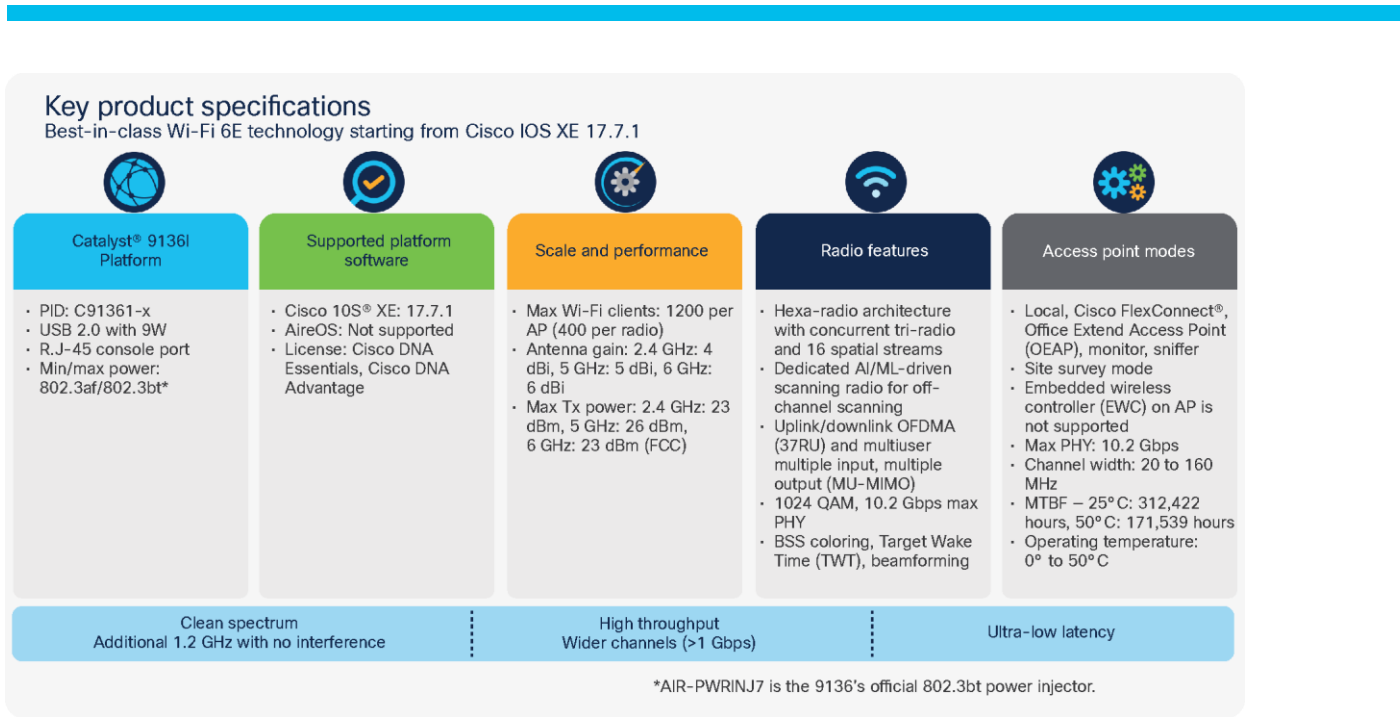 Key product specifications
Best-in-class Wi-Fi 6E technology starting from Cisco IOS XE 17.7.1
Catalyst® 9136I
Platform
· PID: C91361-x
· USB 2.0 with 9W
· R.J-45 console port
· Min/max power:
802.3af/802.3bt*
Supported platform
software
· Cisco 10S® XE: 17.7.1
· AireOS: Not supported
· License: Cisco DNA
Essentials, Cisco DNA
Advantage
Scale and performance
· Max Wi-Fi clients: 1200 per
AP (400 per radio)
· Antenna gain: 2.4 GHz: 4
dBi, 5 GHz: 5 dBi, 6 GHz:
6 dBi
· Max Tx power: 2.4 GHz: 23
dBm, 5 GHz: 26 dBm,
6 GHz: 23 dBm (FCC)
Radio features
· Hexa-radio architecture
with concurrent tri-radio
and 16 spatial streams
· Dedicated AI/ML-driven
scanning radio for off-
channel scanning
· Uplink/downlink OFDMA
(37RU) and multiuser
multiple input, multiple
output (MU-MIMO)
· 1024 QAM, 10.2 Gbps max
PHY
· BSS coloring, Target Wake
Time (TWT), beamforming
Access point modes
· Local, Cisco FlexConnect®,
Office Extend Access Point
(OEAP), monitor, sniffer
· Site survey mode
· Embedded wireless
controller (EWC) on AP is
not supported
· Max PHY: 10.2 Gbps
· Channel width: 20 to 160
MHz
· MTBF – 25°C: 312,422
hours, 50°C: 171,539 hours
· Operating temperature:
0° to 50°C
Clean spectrum
Additional 1.2 GHz with no interference
High throughput
Wider channels (>1 Gbps)
Ultra-low latency
*AIR-PWRINJ7 is the 9136's official 802.3bt power injector.